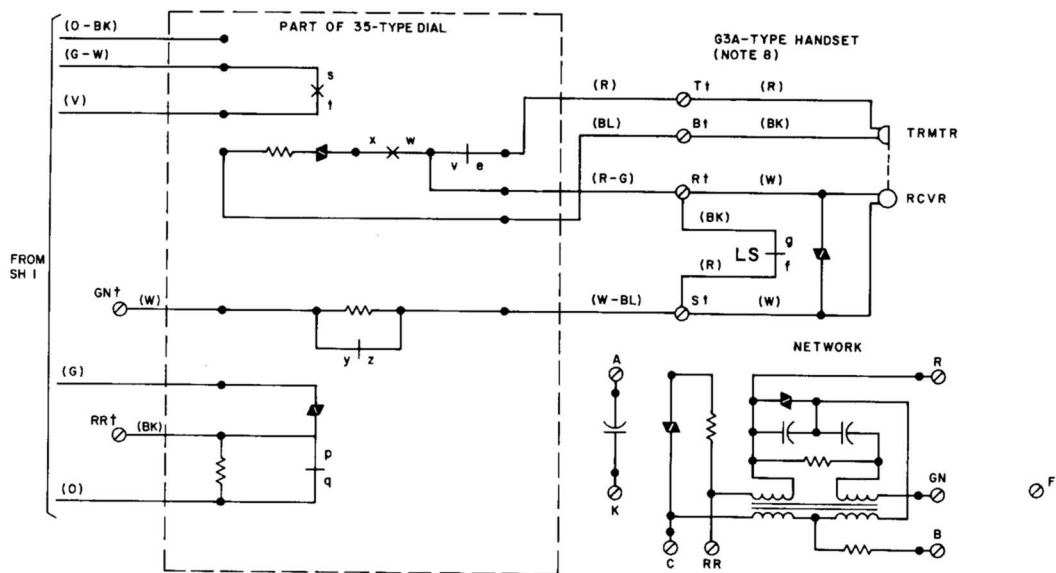 (O-BK)
PART OF 35-TYPE DIAL
G3A-TYPE HANDSET
(NOTE 8)
(G-W)
s
t
(V)
(R)
T†
(R)
(BL)
B†
(BK)
TRMTR
x
w
v
e
(R-G)
R†
(W)
RCVR
(BK)
FROM
SH 1
LS
g
f
(R)
GN†
(W)
(W-BL)
S†
(W)
y
z
NETWORK
(G)
A
R
RR†
(BK)
p
q
(O)
K
GN
F
B
C
RR